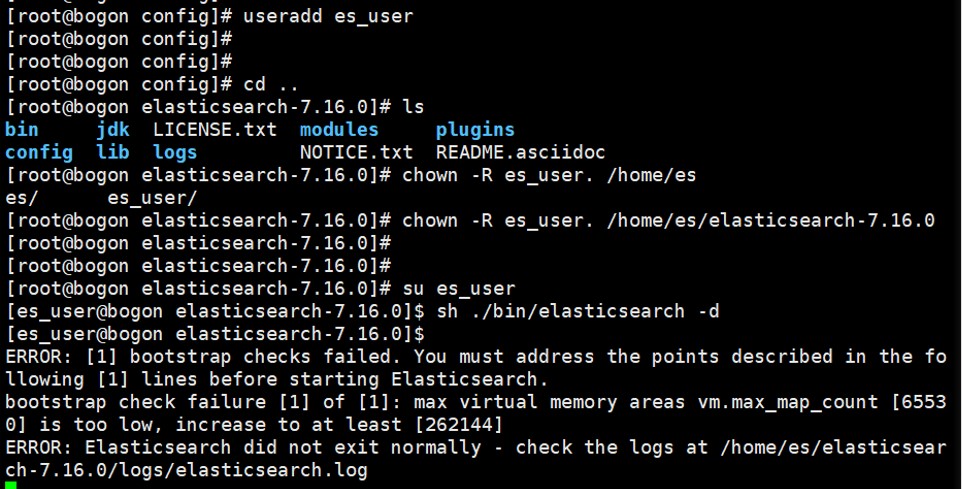 [root@bogon config]# useradd es_user
[root@bogon config]#
[root@bogon config]#
[root@bogon config]# cd ..
[root@bogon elasticsearch-7.16.0]# ls
bin jdk LICENSE.txt modules plugins
config lib logs NOTICE.txt README.asciidoc
[root@bogon elasticsearch-7.16.0]# chown -R es_user. /home/es
es/ es_user/
[root@bogon elasticsearch-7.16.0]# chown -R es_user. /home/es/elasticsearch-7.16.0
[root@bogon elasticsearch-7.16.0]#
[root@bogon elasticsearch-7.16.0]#
[root@bogon elasticsearch-7.16.0]# su es_user
[es_user@bogon elasticsearch-7.16.0]$ sh ./bin/elasticsearch -d
[es_user@bogon elasticsearch-7.16.0]$
ERROR: [1] bootstrap checks failed. You must address the points described in the fo
llowing [1] lines before starting Elasticsearch.
bootstrap check failure [1] of [1]: max virtual memory areas vm.max_map_count [6553
0] is too low, increase to at least [262144]
ERROR: Elasticsearch did not exit normally - check the logs at /home/es/elasticsear
ch-7.16.0/logs/elasticsearch.log